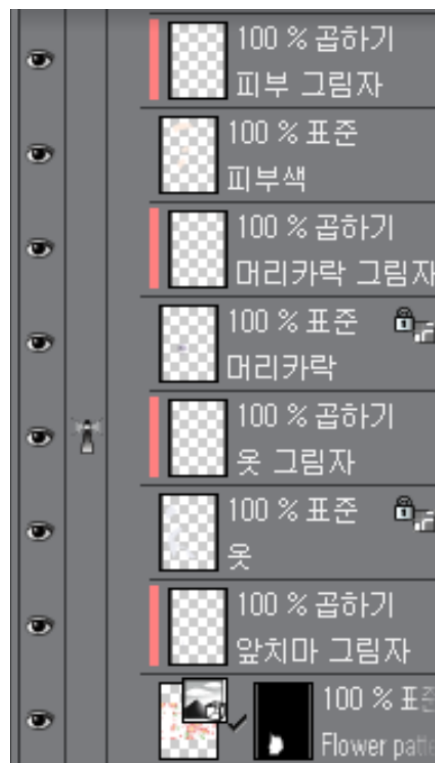 100 % 곱하기
피부 그림자
100 % 표준
피부색
100 % 곱하기
머리카락 그림자
100 % 표준
머리카락
100 % 곱하기
옷 그림자
100 % 표준
옷
100 % 곱하기
앞치마 그림자
100 % 표준
Flower patte